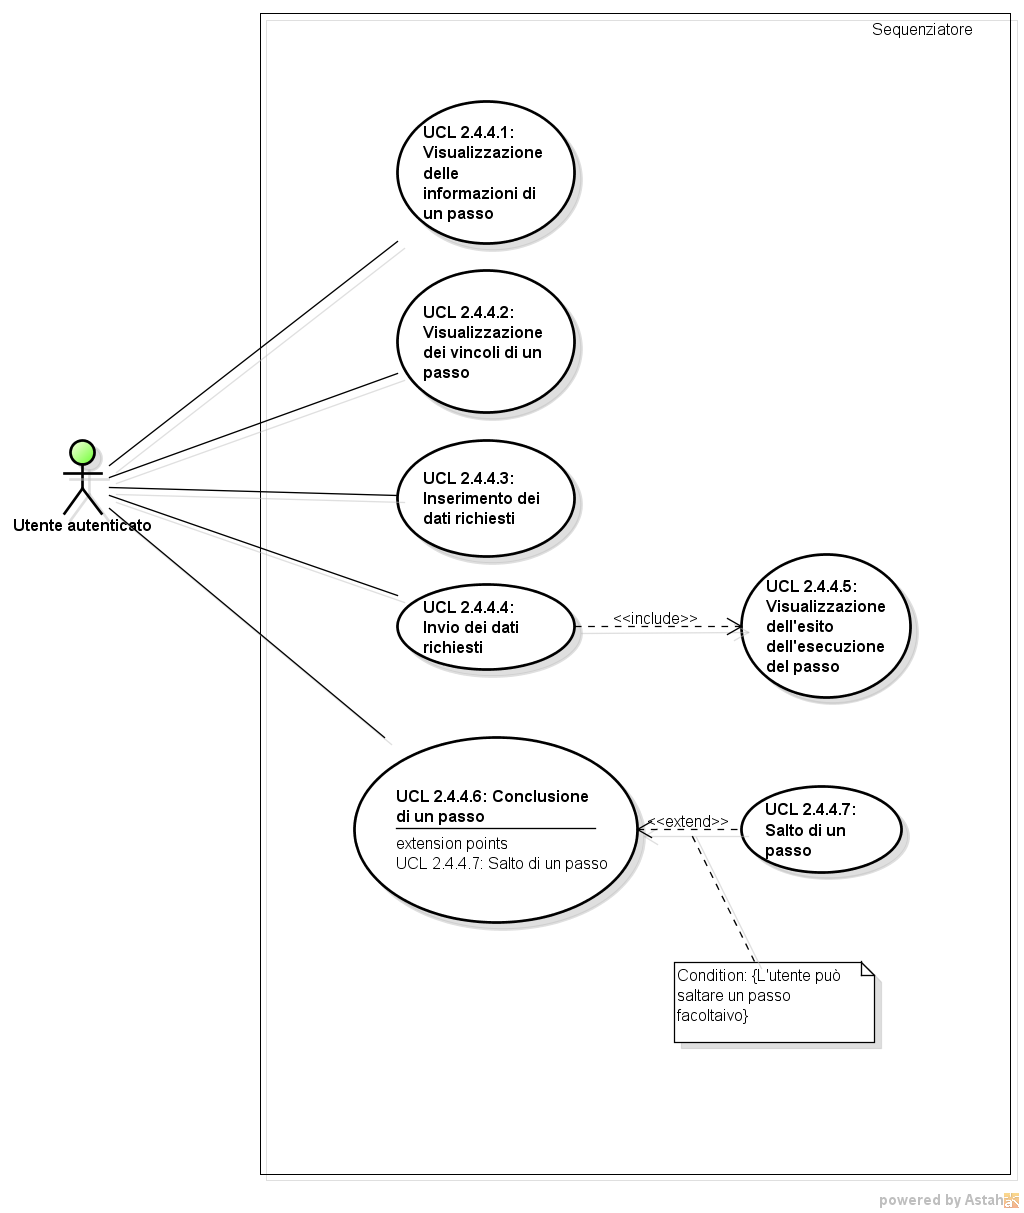 Sequenziatore
UCL 2.4.4.1:
Visualizzazione
delle
informazioni di
un passo
UCL 2.4.4.2:
Visualizzazione
dei vincoli di un
passo
Utente autenticato
UCL 2.4.4.3:
Inserimento dei
dati richiesti
UCL 2.4.4.4:
Invio dei dati
richiesti
<<include>>
UCL 2.4.4.5:
Visualizzazione
dell'esito
dell'esecuzione
del passo
UCL 2.4.4.6: Conclusione
di un passo
extension points
UCL 2.4.4.7: Salto di un passo
<<extend>>
UCL 2.4.4.7:
Salto di un
passo
Condition: {L'utente può
saltare un passo
facoltaivo}
powered by Astah